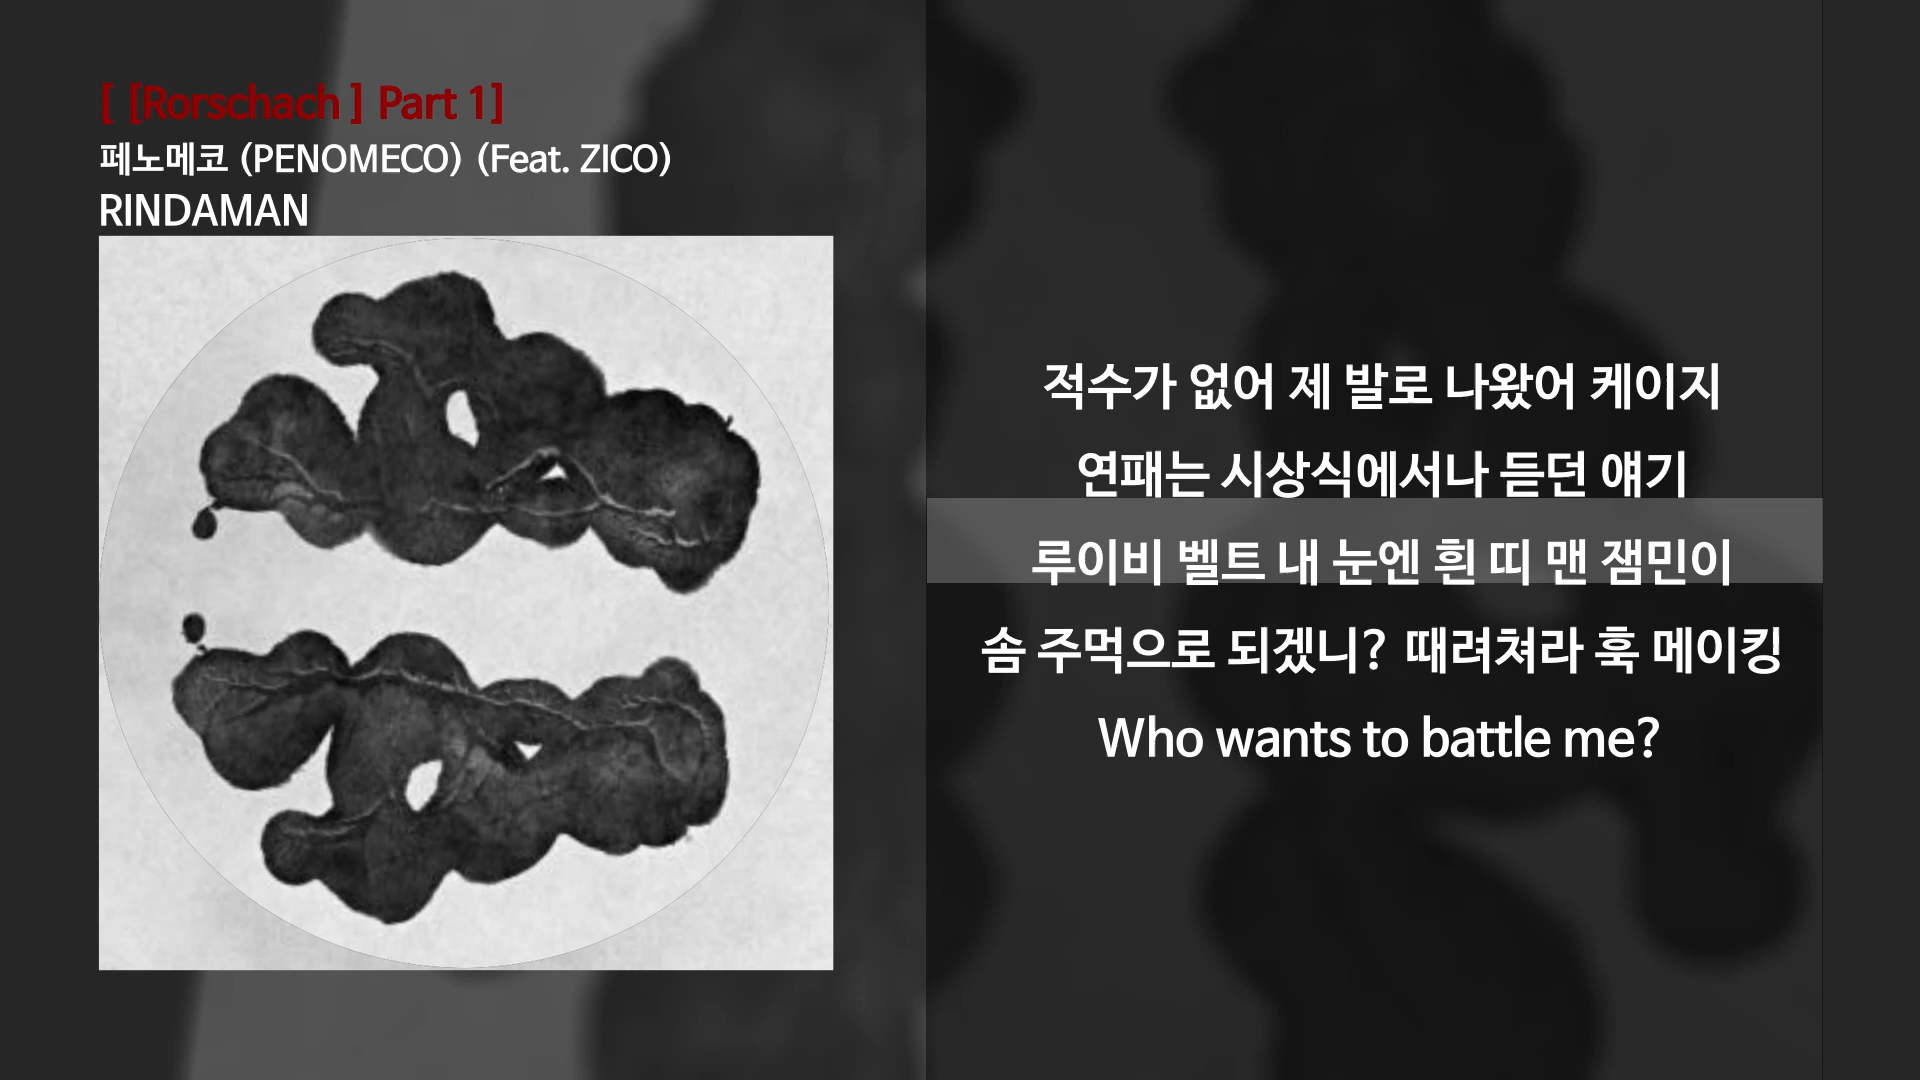 [ [Rorschach ] Part 1]
페노메코 (PENOMECO) (Feat. ZICO)
RINDAMAN
적수가 없어 제 발로 나왔어 케이지
연패는 시상식에서나 듣던 얘기
루이비 벨트 내 눈엔 흰 띠 맨 잼민이
솜 주먹으로 되겠니? 때려쳐라 훅 메이킹
Who wants to battle me?